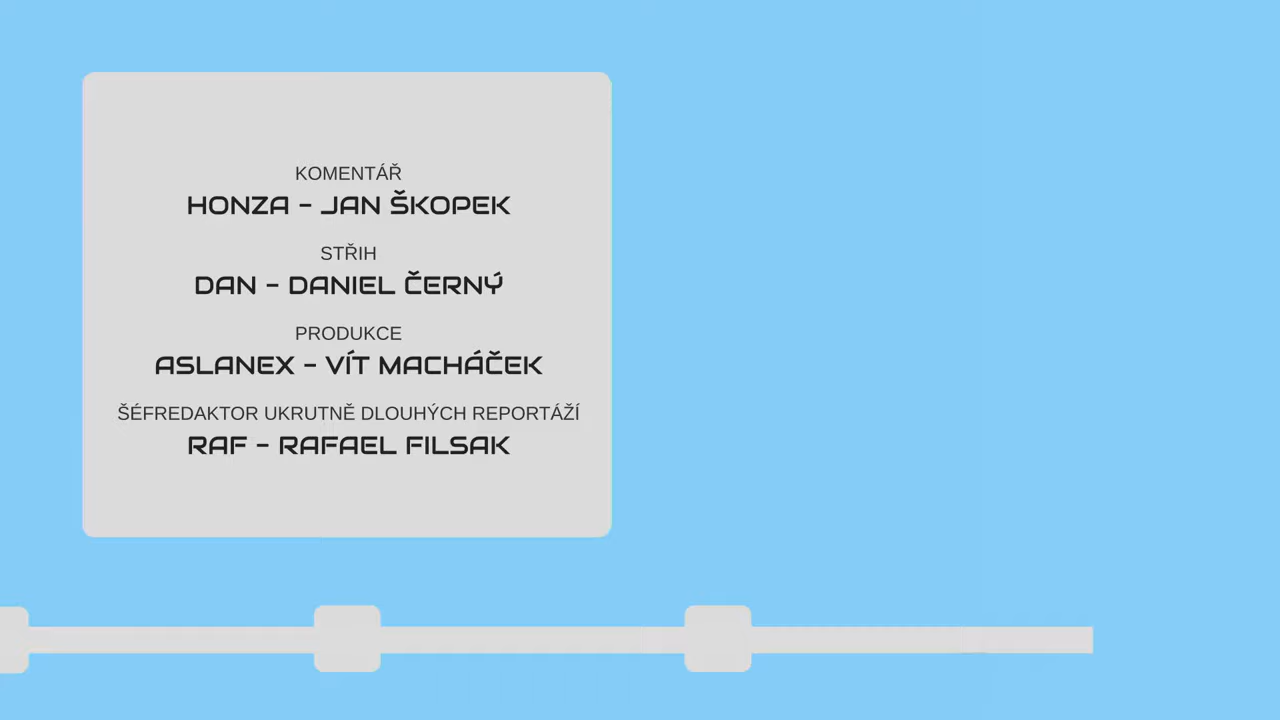 KOMENTÁŘ
HONZA – JAN ŠKOPEK
STŘIH
DAN – DANIEL ČERNÝ
PRODUKCE
ASLANEX – VÍT MACHÁČEK
ŠÉFREDAKTOR UKRUTNĚ DLOUHÝCH REPORTÁŽÍ
RAF – RAFAEL FILSAK